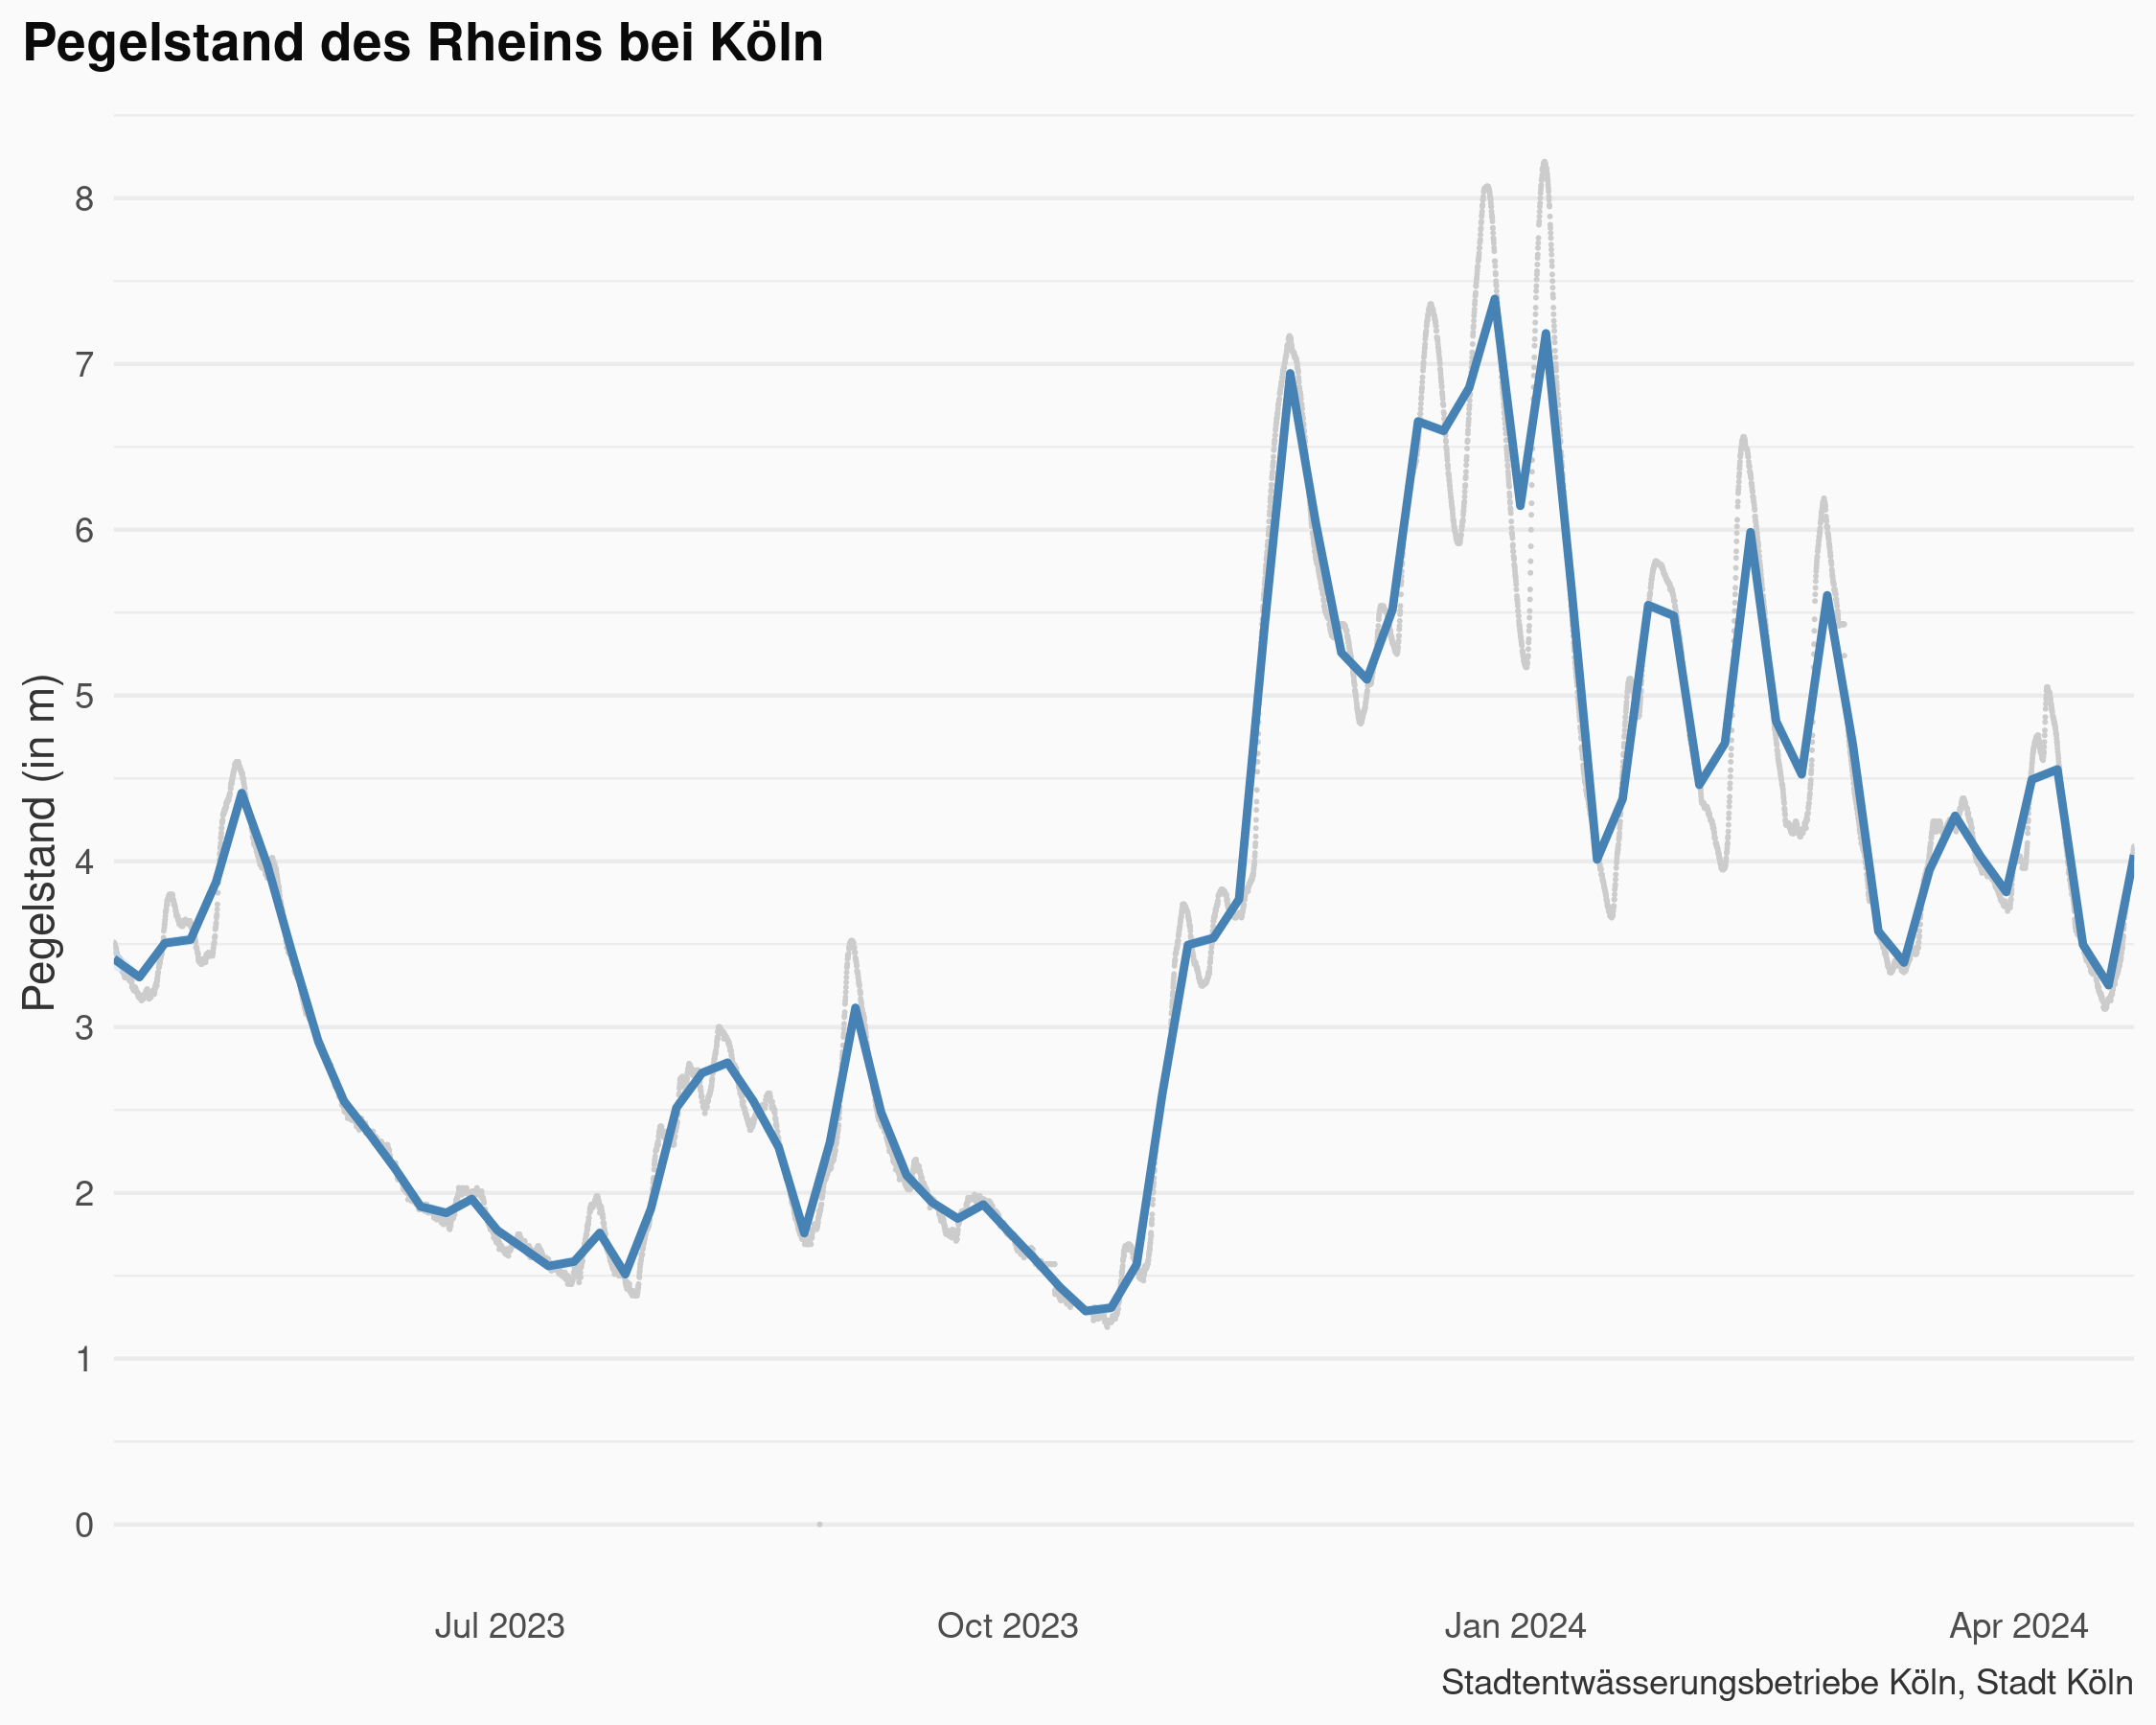 Pegelstand des Rheins bei Köln
Pegelstand (in m)
8
7
6
5
4
3
2
1
0
Jul 2023 Oct 2023 Jan 2024 Apr 2024
Stadtentwässerungsbetriebe Köln, Stadt Köln